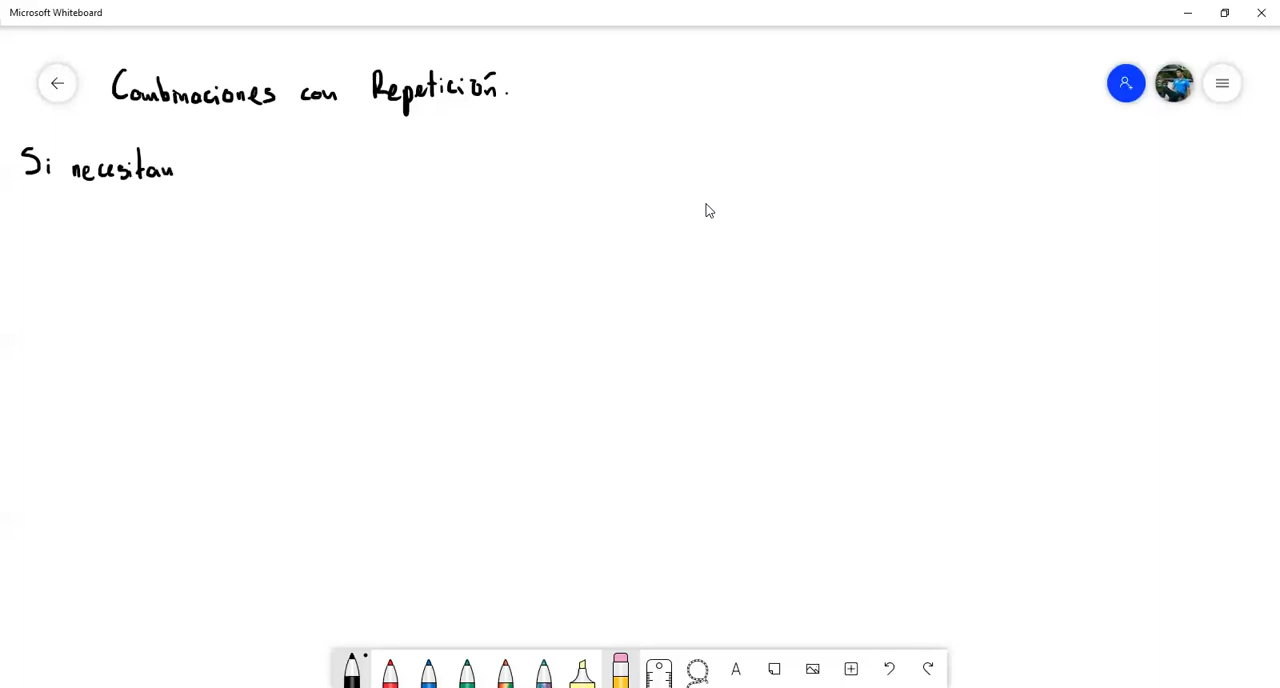 Microsoft Whiteboard
Combinaciones con Repetición.
Si necesitan
A